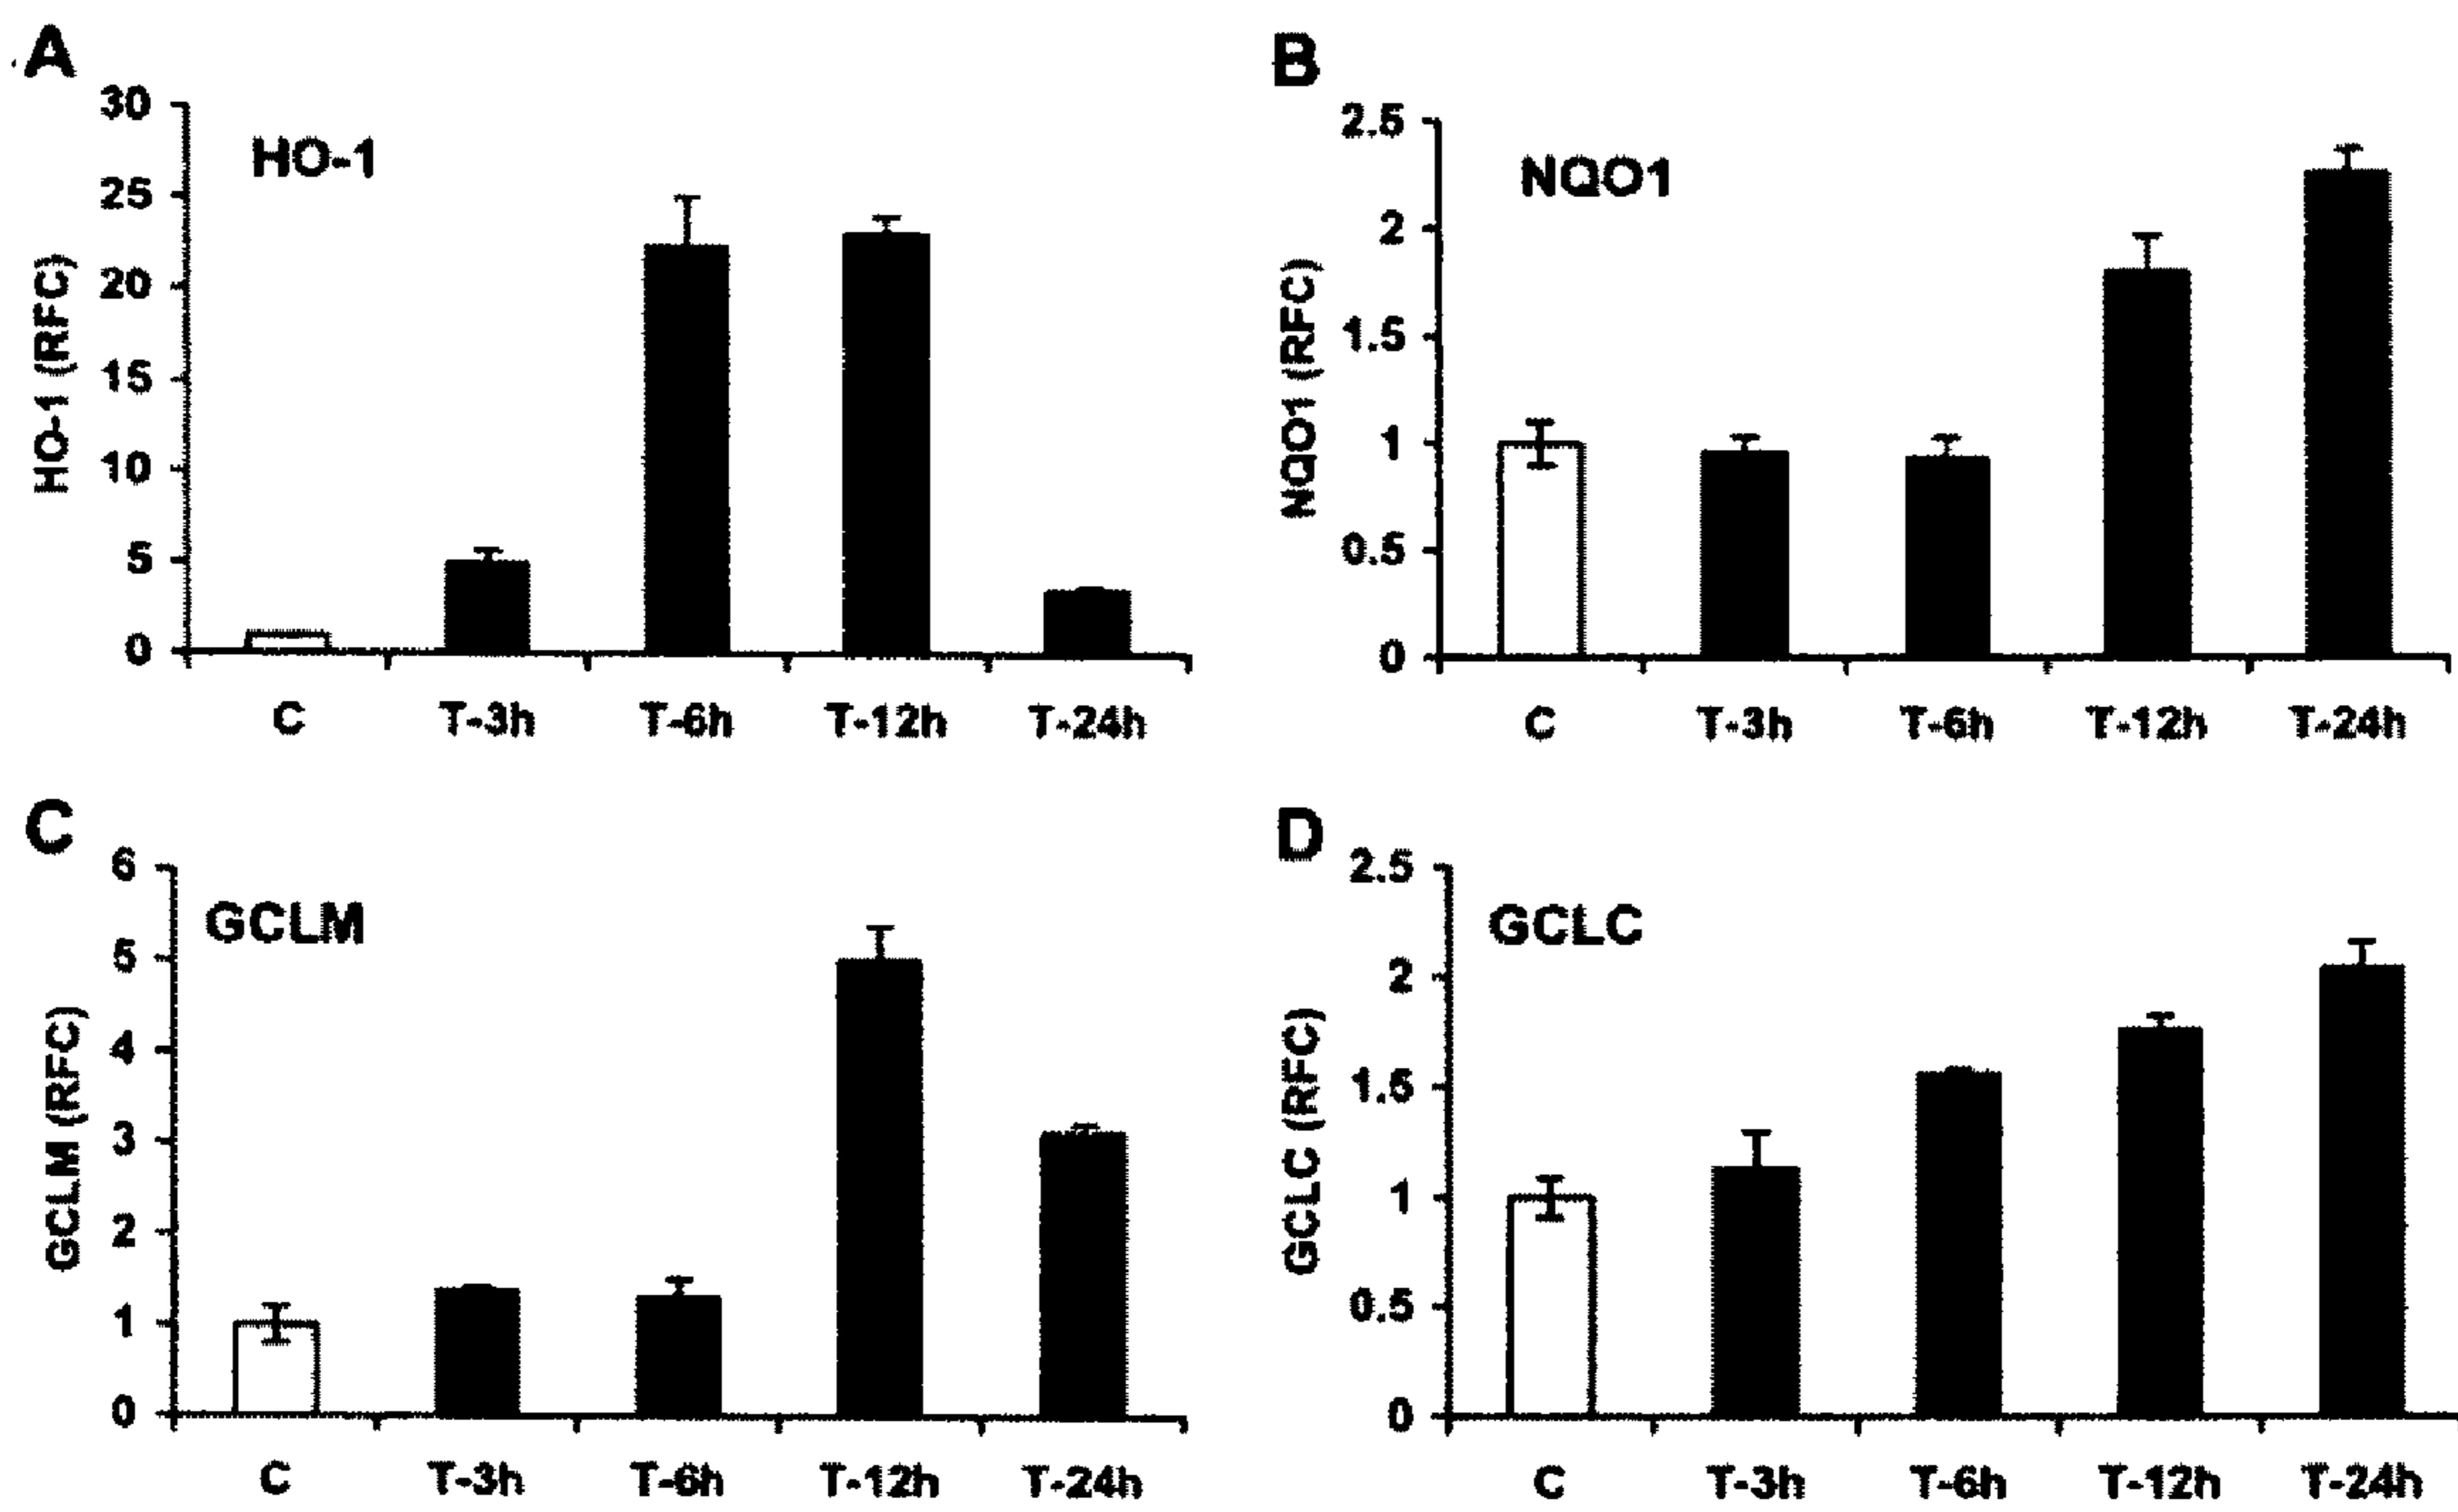 A
HO-1
HO-1 (RFC)
30
25
20
15
10
5
0
C T-3h T-6h T-12h T-24h
B
NQO1
NQO1 (RFC)
2.5
2
1.5
1
0.5
0
C T-3h T-6h T-12h T-24h
C
GCLM
GCLM (RFC)
6
5
4
3
2
1
0
C T-3h T-6h T-12h T-24h
D
GCLC
GCLC (RFC)
2.5
2
1.5
1
0.5
0
C T-3h T-6h T-12h T-24h